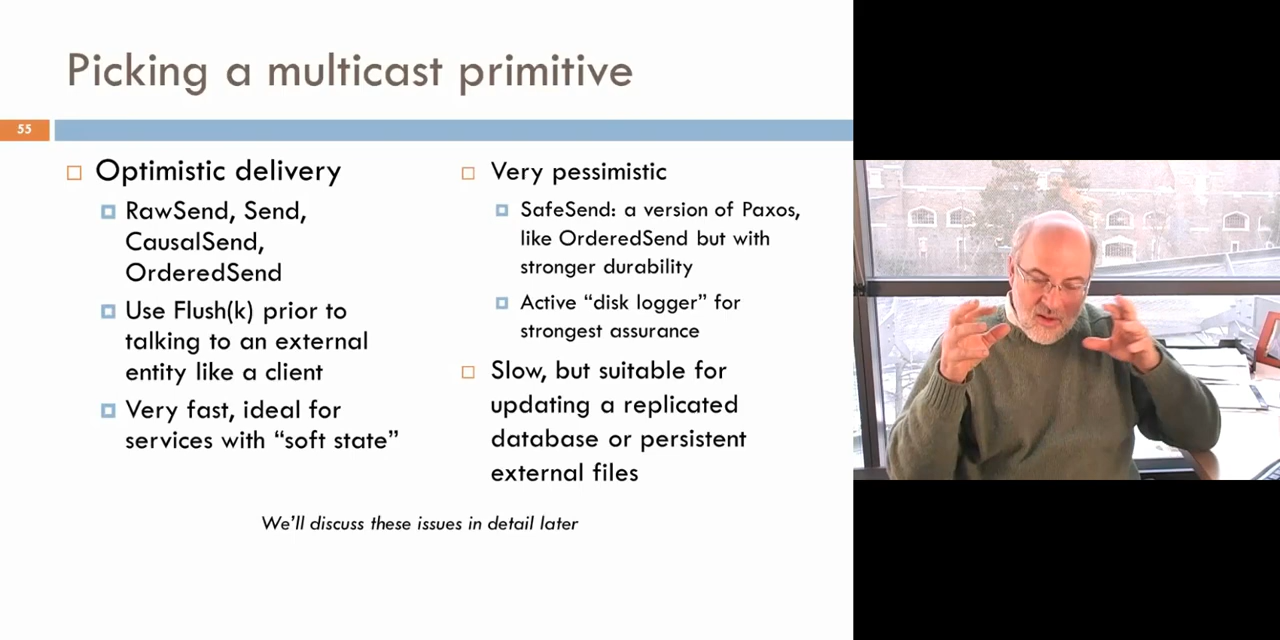 Picking a multicast primitive
55
Optimistic delivery
RawSend, Send,
CausalSend,
OrderedSend
Use Flush(k) prior to
talking to an external
entity like a client
Very fast, ideal for
services with “soft state”
Very pessimistic
SafeSend: a version of Paxos,
like OrderedSend but with
stronger durability
Active “disk logger” for
strongest assurance
Slow, but suitable for
updating a replicated
database or persistent
external files
We’ll discuss these issues in detail later